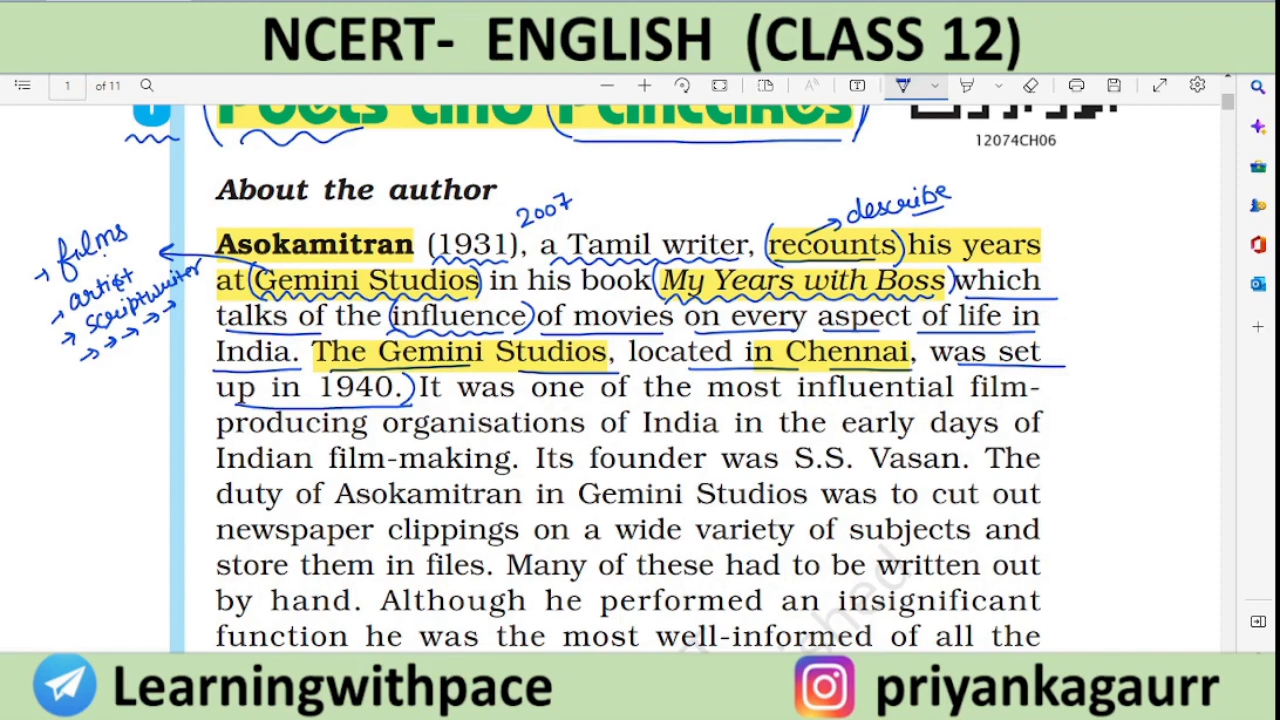 NCERT- ENGLISH (CLASS 12)
1 of 11
Poets and Pancakes
12074CH06
About the author
2007
describe
films
artist
scriptwriter
Asokamitran (1931), a Tamil writer, recounts his years
at Gemini Studios in his book My Years with Boss which
talks of the influence of movies on every aspect of life in
India. The Gemini Studios, located in Chennai, was set
up in 1940. It was one of the most influential film-
producing organisations of India in the early days of
Indian film-making. Its founder was S.S. Vasan. The
duty of Asokamitran in Gemini Studios was to cut out
newspaper clippings on a wide variety of subjects and
store them in files. Many of these had to be written out
by hand. Although he performed an insignificant
function he was the most well-informed of all the
Learningwithpace
priyankagaurr